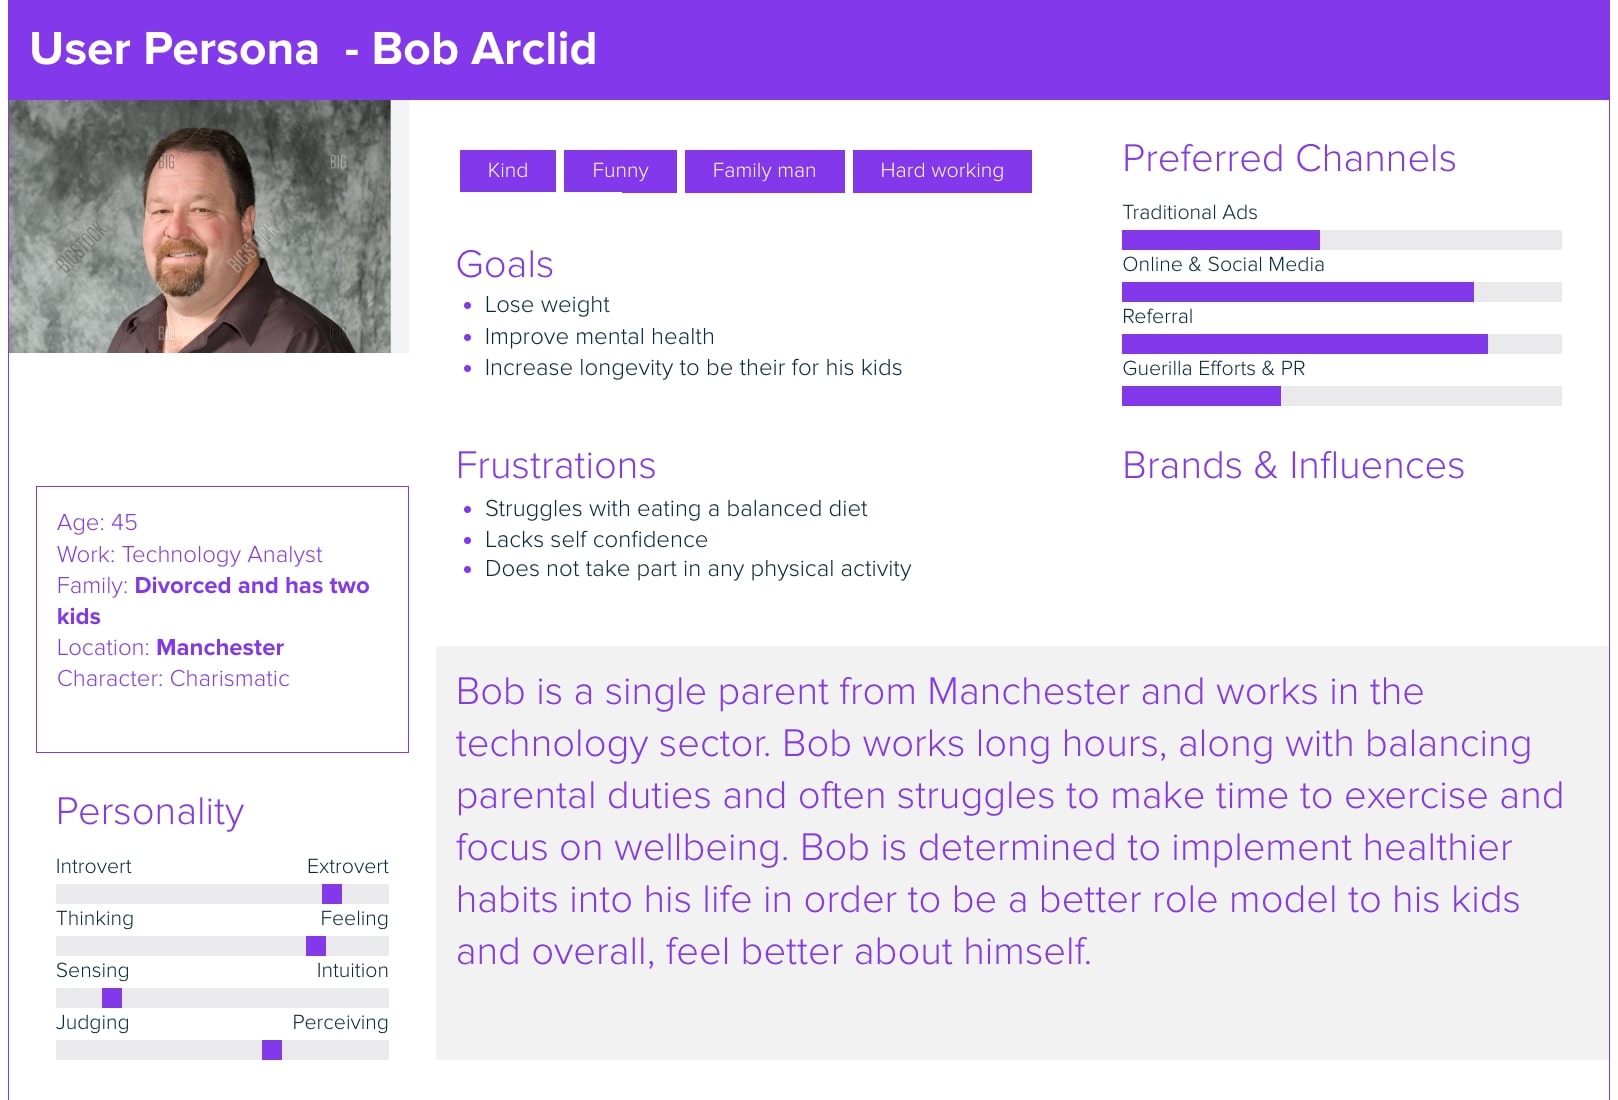 User Persona  - Bob Arclid
BIG
BIG
BIGSTOCK
BIGSTOCK
BIG
BIG
Kind
Funny
Family man
Hard working
Goals
• Lose weight
• Improve mental health
• Increase longevity to be their for his kids
Frustrations
• Struggles with eating a balanced diet
• Lacks self confidence
• Does not take part in any physical activity
Preferred Channels
Traditional Ads
Online & Social Media
Referral
Guerilla Efforts & PR
Brands & Influences
Age: 45
Work: Technology Analyst
Family: Divorced and has two
kids
Location: Manchester
Character: Charismatic
Personality
Introvert Extrovert
Thinking Feeling
Sensing Intuition
Judging Perceiving
Bob is a single parent from Manchester and works in the
technology sector. Bob works long hours, along with balancing
parental duties and often struggles to make time to exercise and
focus on wellbeing. Bob is determined to implement healthier
habits into his life in order to be a better role model to his kids
and overall, feel better about himself.